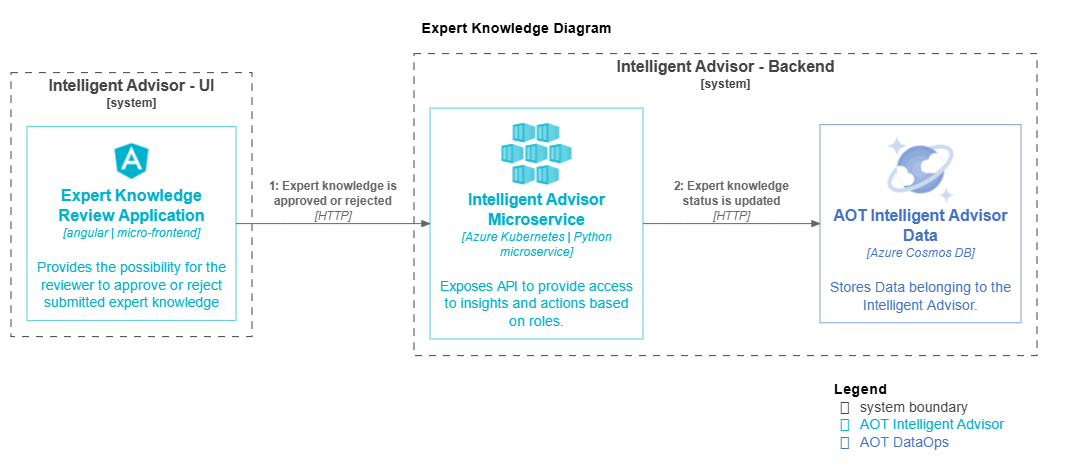 Expert Knowledge Diagram
Intelligent Advisor - UI
[system]
Expert Knowledge
Review Application
[angular | micro-frontend]
Provides the possibility for the
reviewer to approve or reject
submitted expert knowledge
1: Expert knowledge is
approved or rejected
[HTTP]
Intelligent Advisor - Backend
[system]
Intelligent Advisor
Microservice
[Azure Kubernetes | Python
microservice]
Exposes API to provide access
to insights and actions based
on roles.
2: Expert knowledge
status is updated
[HTTP]
AOT Intelligent Advisor
Data
[Azure Cosmos DB]
Stores Data belonging to the
Intelligent Advisor.
Legend
system boundary
AOT Intelligent Advisor
AOT DataOps